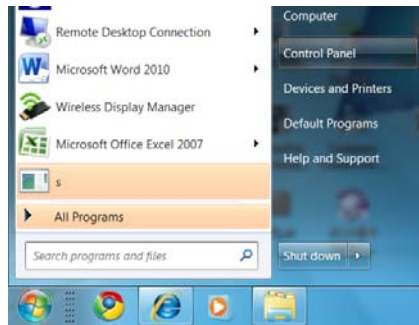 Remote Desktop Connection
Microsoft Word 2010
Wireless Display Manager
Microsoft Office Excel 2007
s
All Programs
Search programs and files
Computer
Control Panel
Devices and Printers
Default Programs
Help and Support
Shut down